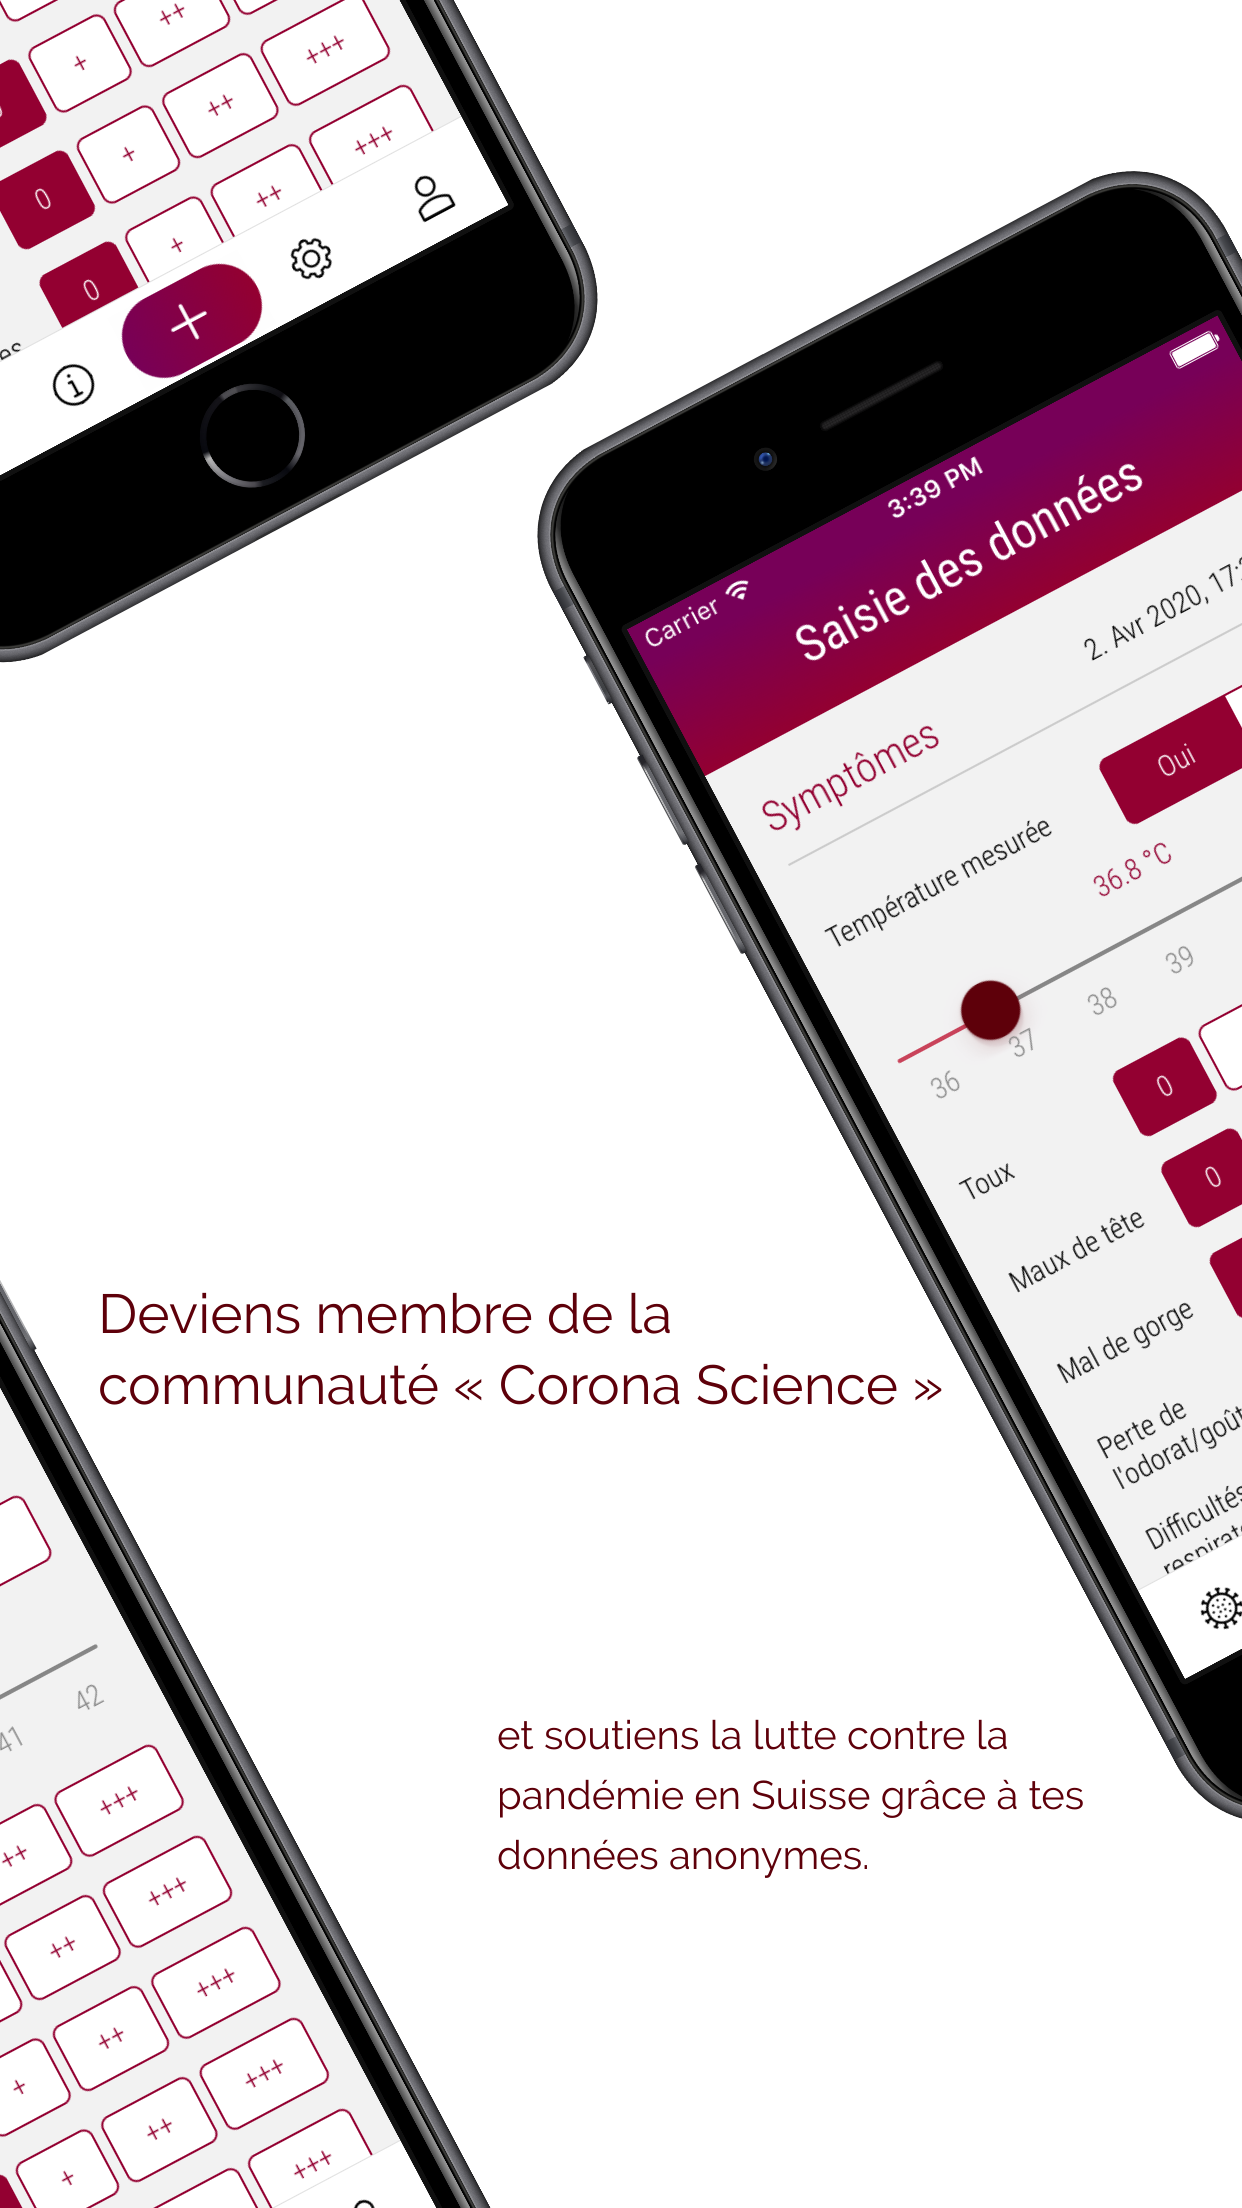 +
++
+++
0
+
++
+++
0
+
++
+++
0
+
i
Carrier
3:39 PM
Saisie des données
Symptômes
2. Avr 2020, 17:
Température mesurée
Oui
36.8 °C
36
37
38
39
Toux
0
Maux de tête
0
Mal de gorge
Perte de
l'odorat/goût
Difficultés
Deviens membre de la
communauté « Corona Science »
et soutiens la lutte contre la
pandémie en Suisse grâce à tes
données anonymes.
41
42
++
+++
++
+++
+
++
+++
+
++
+++
+++